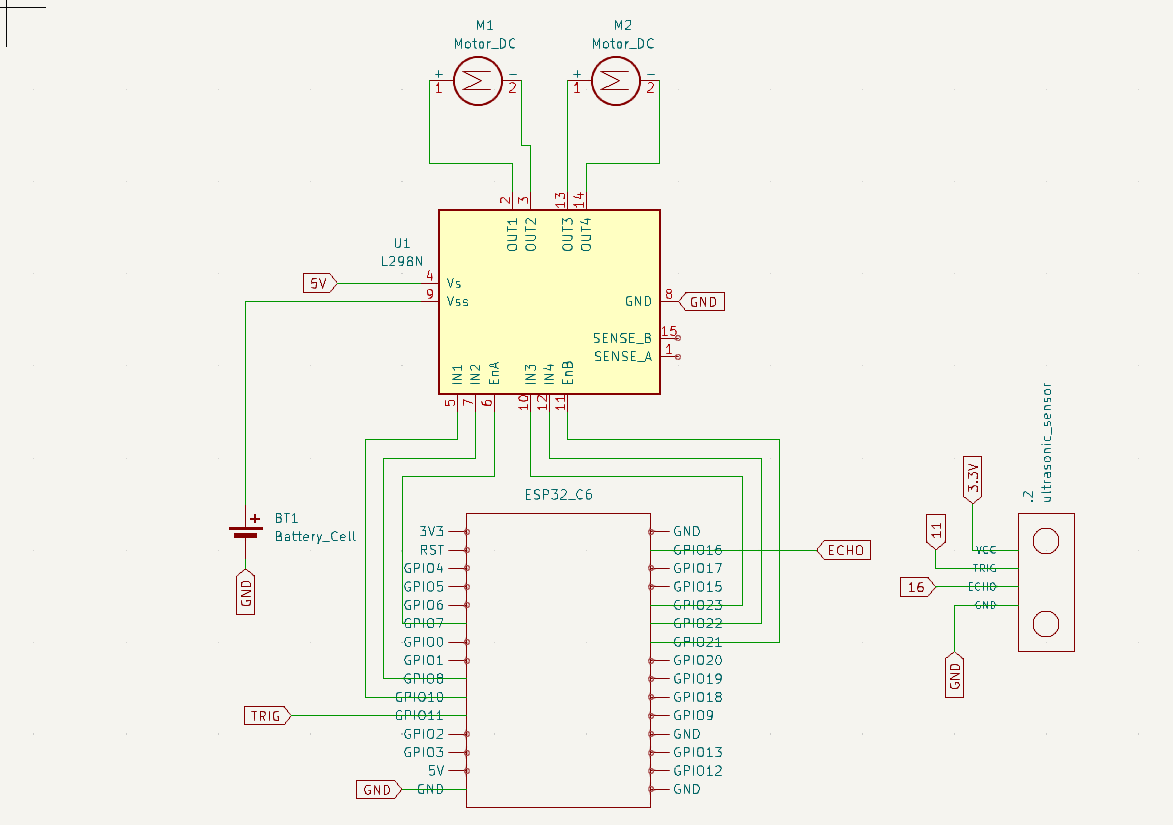 M1
Motor_DC
M2
Motor_DC
+
1
−
2
+
1
−
2
2
3
13
14
OUT1
OUT2
OUT3
OUT4
U1
L298N
5V
4
Vs
9
Vss
GND
8
GND
SENSE_B
15
SENSE_A
1
IN1
IN2
EnA
IN3
IN4
EnB
5
7
6
10
12
11
ESP32_C6
BT1
Battery_Cell
+
GND
3V3
RST
GPIO4
GPIO5
GPIO6
GPIO7
GPIO0
GPIO1
GPIO8
GPIO10
GPIO11
GPIO2
GPIO3
5V
GND
TRIG
GND
GND
GPIO16
GPIO17
GPIO15
GPIO23
GPIO22
GPIO21
GPIO20
GPIO19
GPIO18
GPIO9
GND
GPIO13
GPIO12
GND
ECHO
.2
ultrasonic_sensor
3.3V
11
16
GND
VCC
TRIG
ECHO
GND